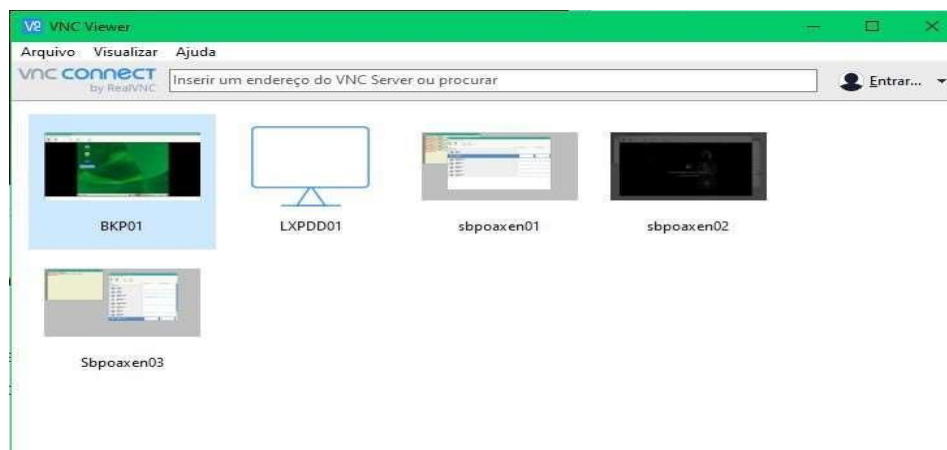 V2 VNC Viewer
Arquivo Visualizar Ajuda
vnc connect
by RealVNC
Inserir um endereço do VNC Server ou procurar
Entrar...
BKP01
LXPDD01
sbpoaxen01
sbpoaxen02
Sbpoaxen03